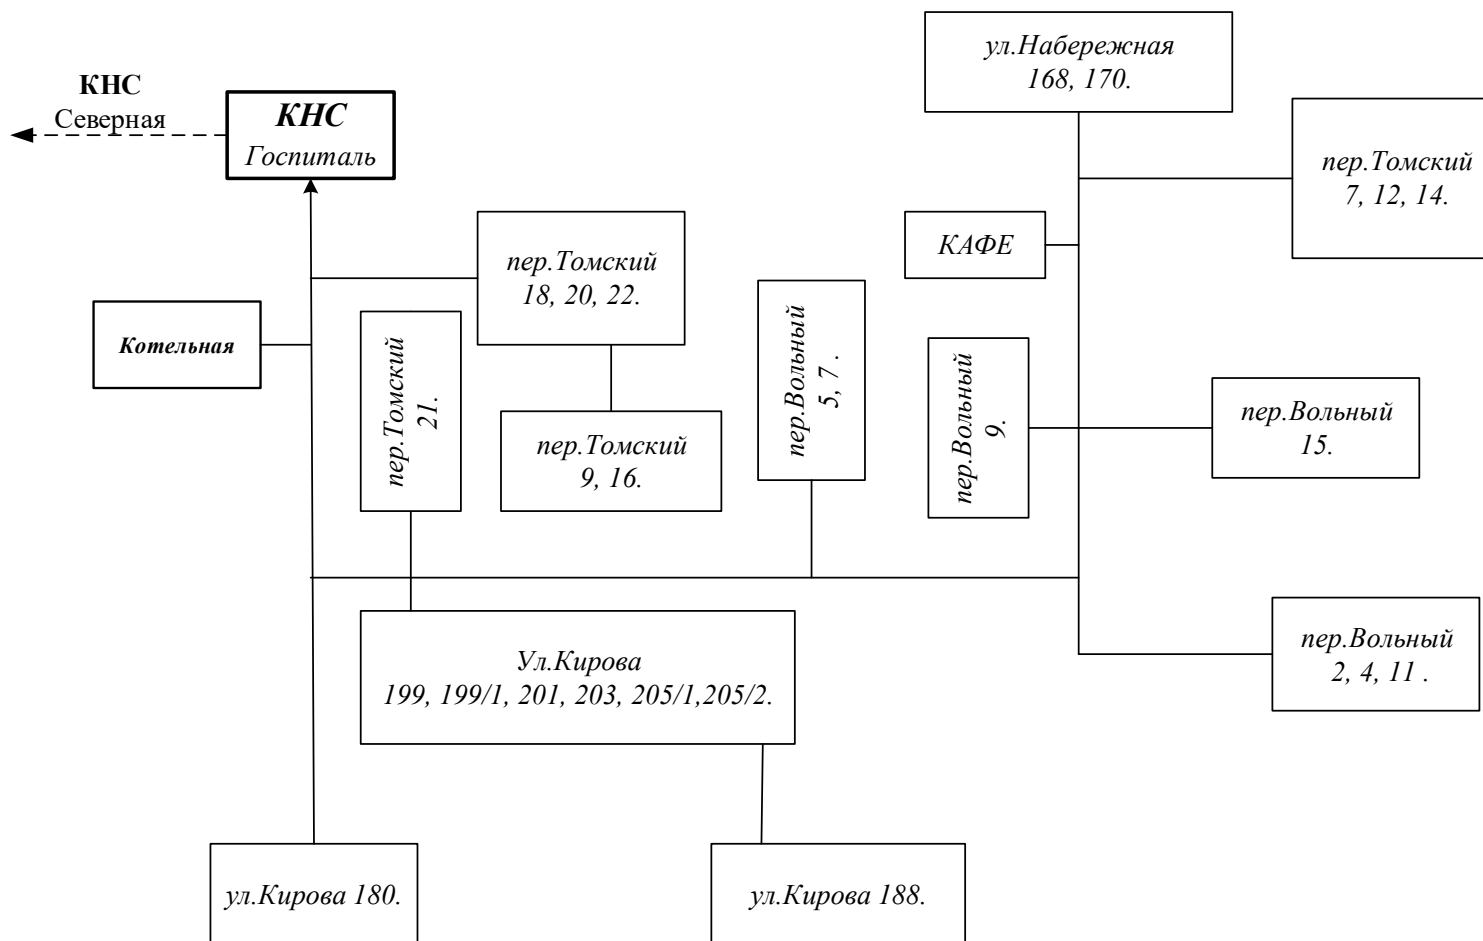 ул.Набережная
168, 170.
КНС
Северная
КНС
Госпиталь
пер.Томский
7, 12, 14.
КАФЕ
пер.Томский
18, 20, 22.
Котельная
пер.Томский
21.
пер.Вольный
5, 7 .
пер.Вольный
9.
пер.Вольный
15.
пер.Томский
9, 16.
Ул.Кирова
199, 199/1, 201, 203, 205/1,205/2.
пер.Вольный
2, 4, 11 .
ул.Кирова 180.
ул.Кирова 188.